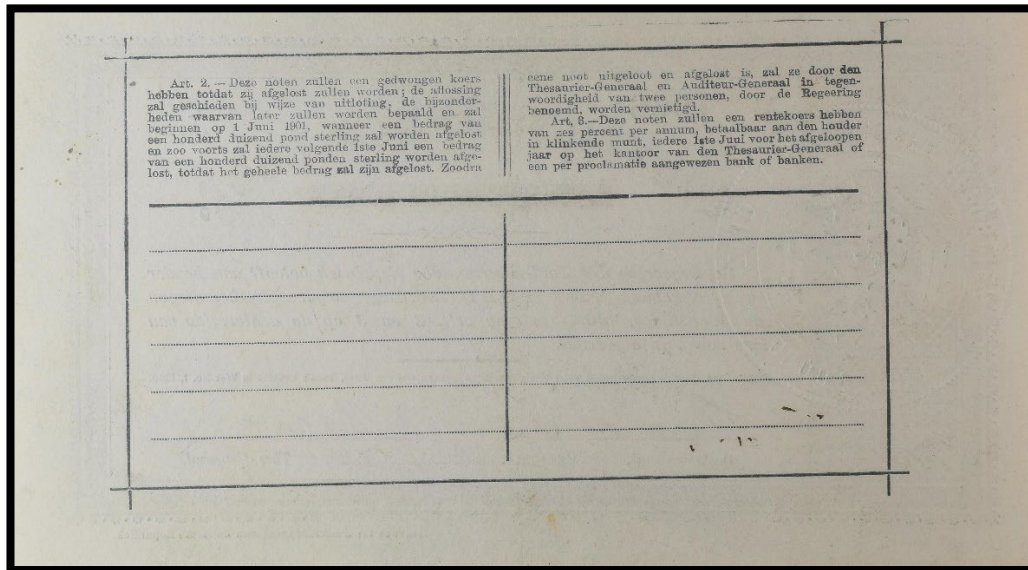 Art. 2. — Deze noten zullen een gedwongen koers
hebben totdat zij afgelost zullen worden; de aflossing
zal geschieden bij wijze van uitloting, de bijzonder-
heden waarvan later zullen worden bepaald en zal
beginnen op 1 Juni 1901, wanneer een bedrag van
een honderd duizend pond sterling zal worden afgelost
en zoo voorts zal iedere volgende 1ste Juni een bedrag
van een honderd duizend ponden sterling worden afge-
lost, totdat het geheele bedrag zal zijn afgelost. Zoodra
eene noot uitgeloot en afgelost is, zal ze door den
Thesaurier-Generaal en Auditeur-Generaal in tegen-
woordigheid van twee personen, door de Regeering
benoemd, worden vernietigd.
Art, 3.—Deze noten zullen een rentekoers hebben
van zes percent per annum, betaalbaar aan den houder
in klinkende munt, iedere 1ste Juni voor het afgeloopen
jaar op het kantoor van den Thesaurier-Generaal of
een per proclamatie aangewezen bank of banken.